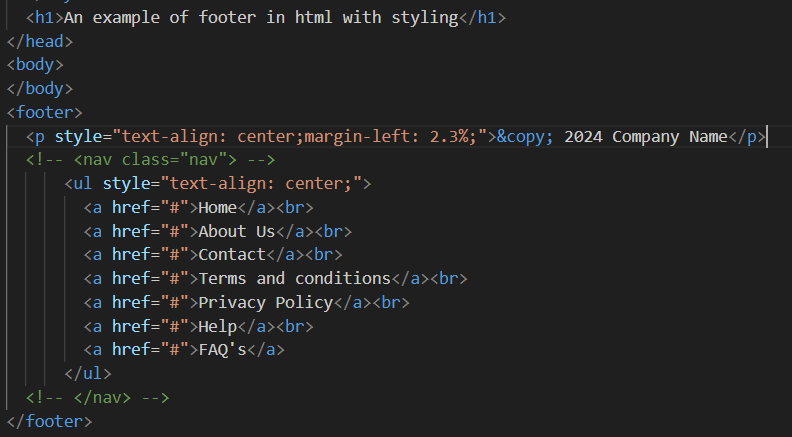 <h1>An example of footer in html with styling</h1>
</head>
<body>
</body>
<footer>
<p style="text-align: center;margin-left: 2.3%;">&copy; 2024 Company Name</p>
<!-- <nav class="nav"> -->
<ul style="text-align: center;">
<a href="#">Home</a><br>
<a href="#">About Us</a><br>
<a href="#">Contact</a><br>
<a href="#">Terms and conditions</a><br>
<a href="#">Privacy Policy</a><br>
<a href="#">Help</a><br>
<a href="#">FAQ's</a>
</ul>
<!-- </nav> -->
</footer>